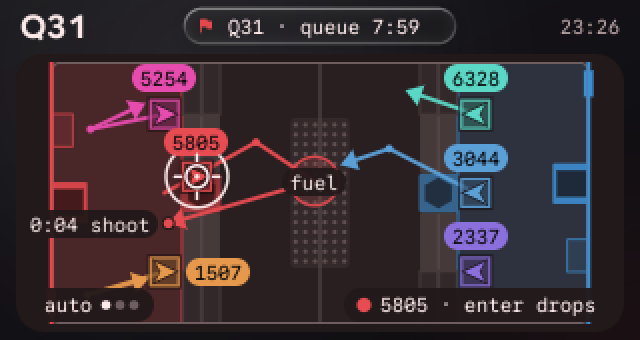 Q31
Q31 · queue 7:59
23:26
5254
6328
5805
3044
fuel
0:04 shoot
2337
1507
auto
5805 · enter drops